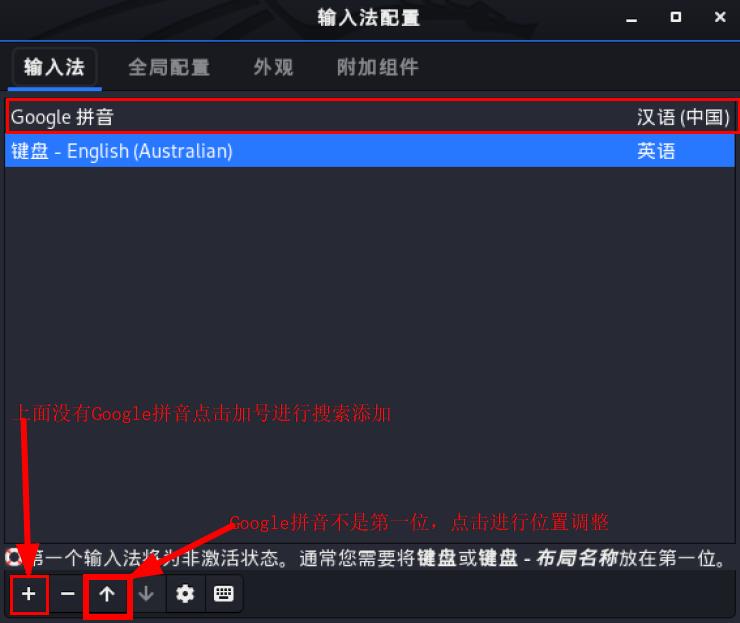 输入法配置
输入法 全局配置 外观 附加组件
Google 拼音 汉语 (中国)
键盘 - English (Australian) 英语
上面没有Google拼音点击加号进行搜索添加
Google拼音不是第一位，点击进行位置调整
第一个输入法将为非激活状态。通常您需要将键盘或键盘 - 布局名称放在第一位。